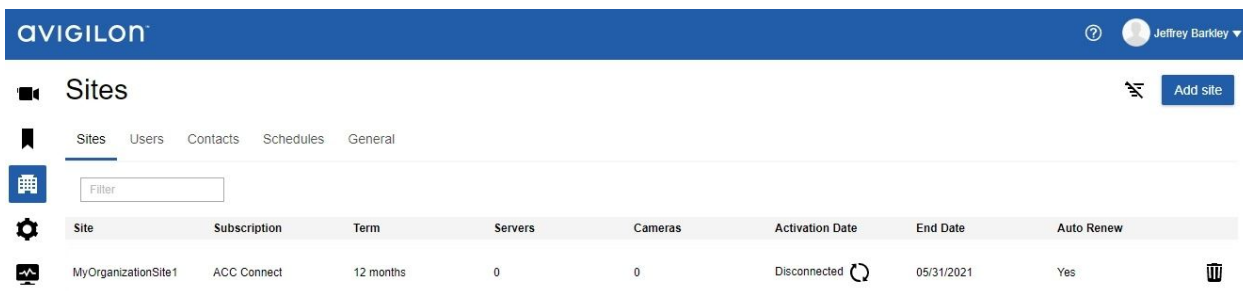 avigilon
Jeffrey Barkley
Sites
Add site
Sites Users Contacts Schedules General
Filter
Site Subscription Term Servers Cameras Activation Date End Date Auto Renew
MyOrganizationSite1 ACC Connect 12 months 0 0 Disconnected 05/31/2021 Yes